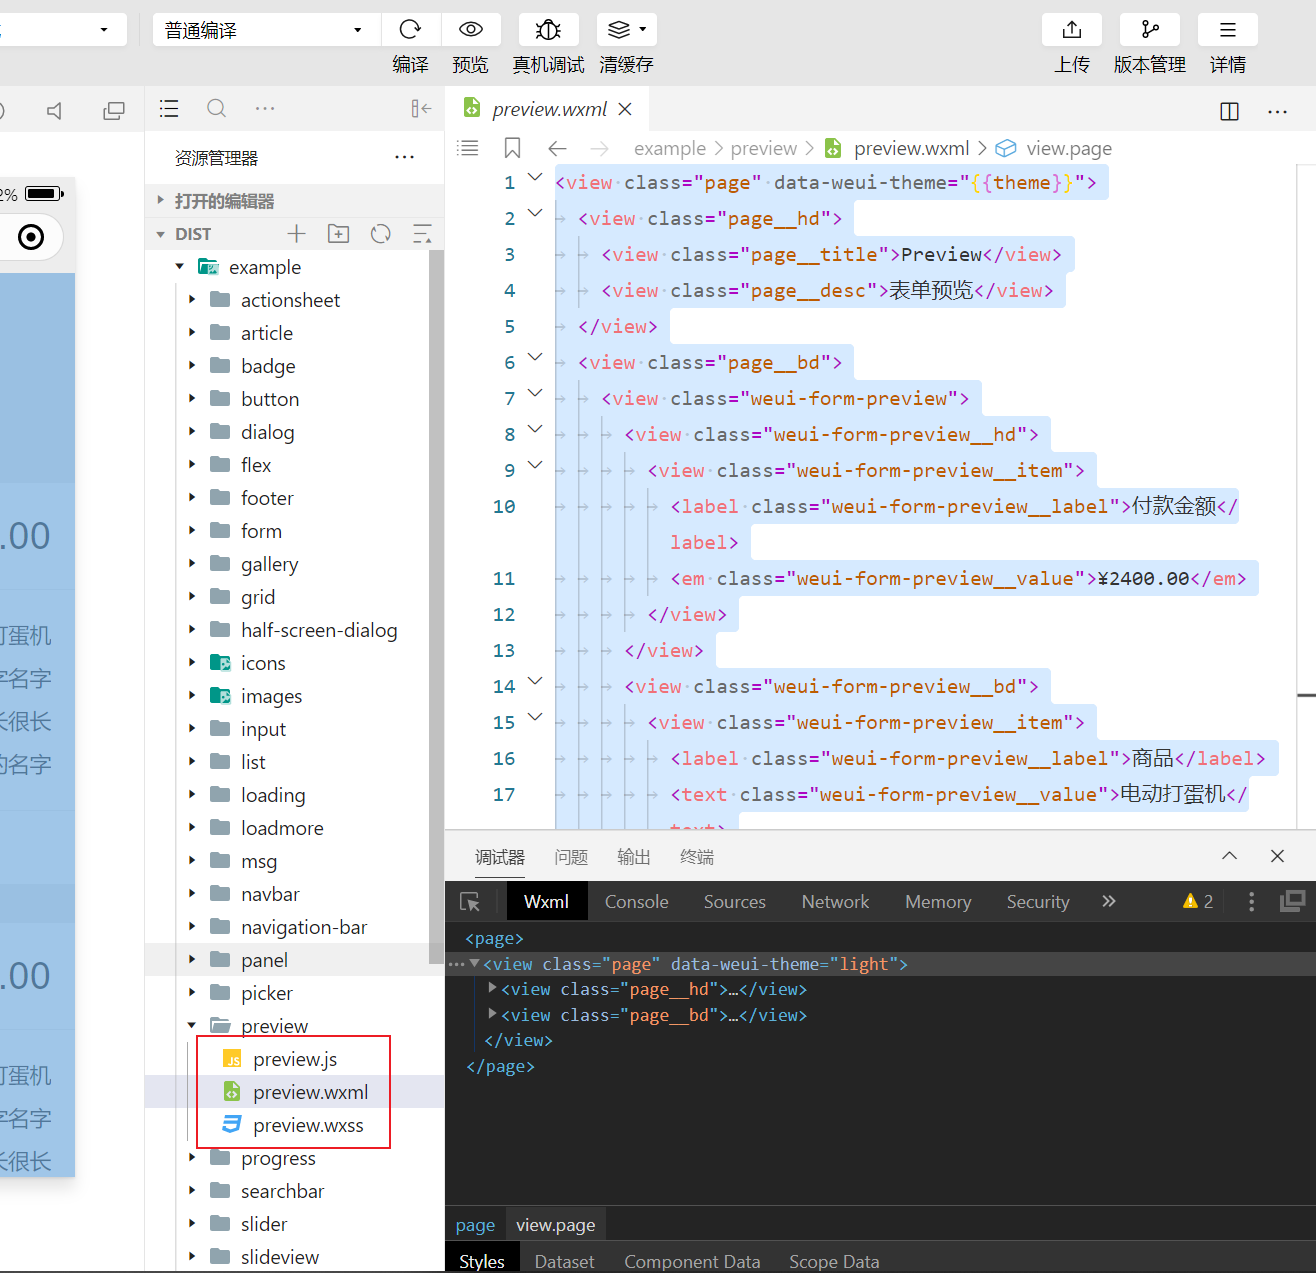 普通编译
编译 预览 真机调试 清缓存 上传 版本管理 详情
preview.wxml
资源管理器
example preview preview.wxml view.page
2%
打开的编辑器
DIST
example
actionsheet
article
badge
button
dialog
flex
footer
form
gallery
grid
half-screen-dialog
icons
images
input
list
loading
loadmore
msg
navbar
navigation-bar
panel
picker
preview
preview.js
preview.wxml
preview.wxss
progress
searchbar
slider
slideview
.00
打蛋机
字名字
长很长
的名字
.00
打蛋机
字名字
长很长
1 <view class="page" data-weui-theme="{{theme}}">
2 <view class="page__hd">
3 <view class="page__title">Preview</view>
4 <view class="page__desc">表单预览</view>
5 </view>
6 <view class="page__bd">
7 <view class="weui-form-preview">
8 <view class="weui-form-preview__hd">
9 <view class="weui-form-preview__item">
10 <label class="weui-form-preview__label">付款金额</
label>
11 <em class="weui-form-preview__value">¥2400.00</em>
12 </view>
13 </view>
14 <view class="weui-form-preview__bd">
15 <view class="weui-form-preview__item">
16 <label class="weui-form-preview__label">商品</label>
17 <text class="weui-form-preview__value">电动打蛋机</
text>
调试器 问题 输出 终端
Wxml Console Sources Network Memory Security 2
<page>
<view class="page" data-weui-theme="light">
<view class="page__hd">…</view>
<view class="page__bd">…</view>
</view>
</page>
page view.page
Styles Dataset Component Data Scope Data